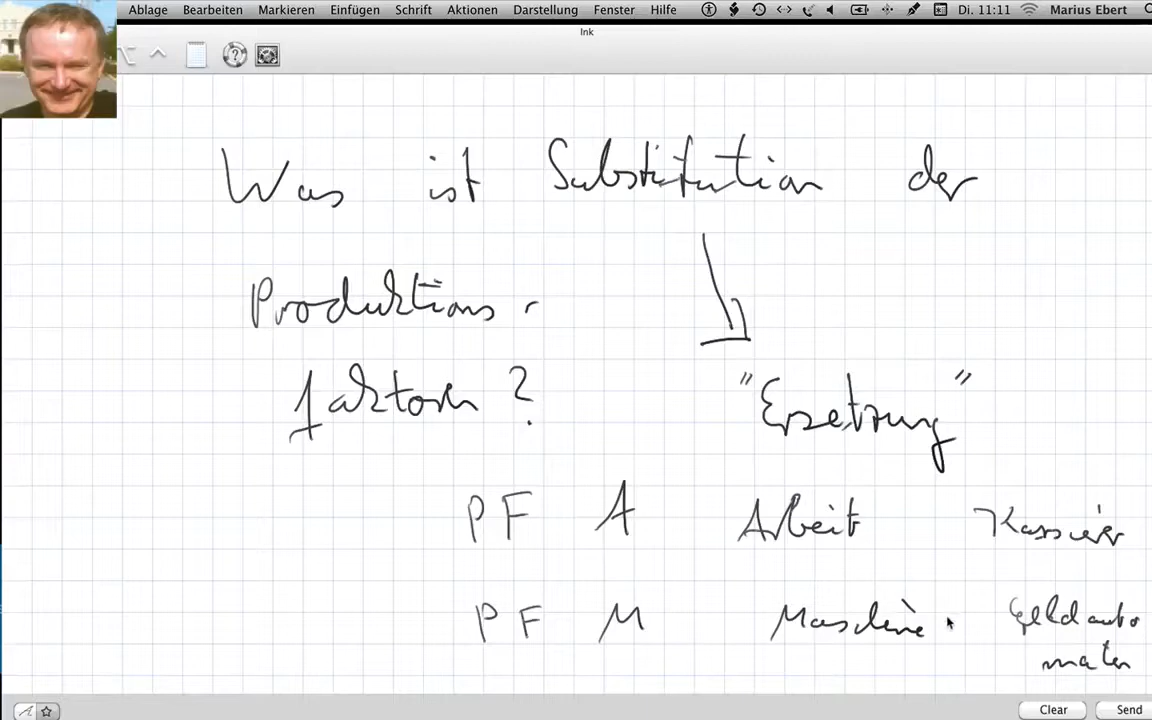 Ablage Bearbeiten Markieren Einfügen Schrift Aktionen Darstellung Fenster Hilfe Di. 11:11 Marius Ebert
Ink
Was ist Substitution der
Produktions-
faktoren?
"Ersetzung"
PF A Arbeit Kassierer
PF M Maschine Geldauto
maten
Clear Send